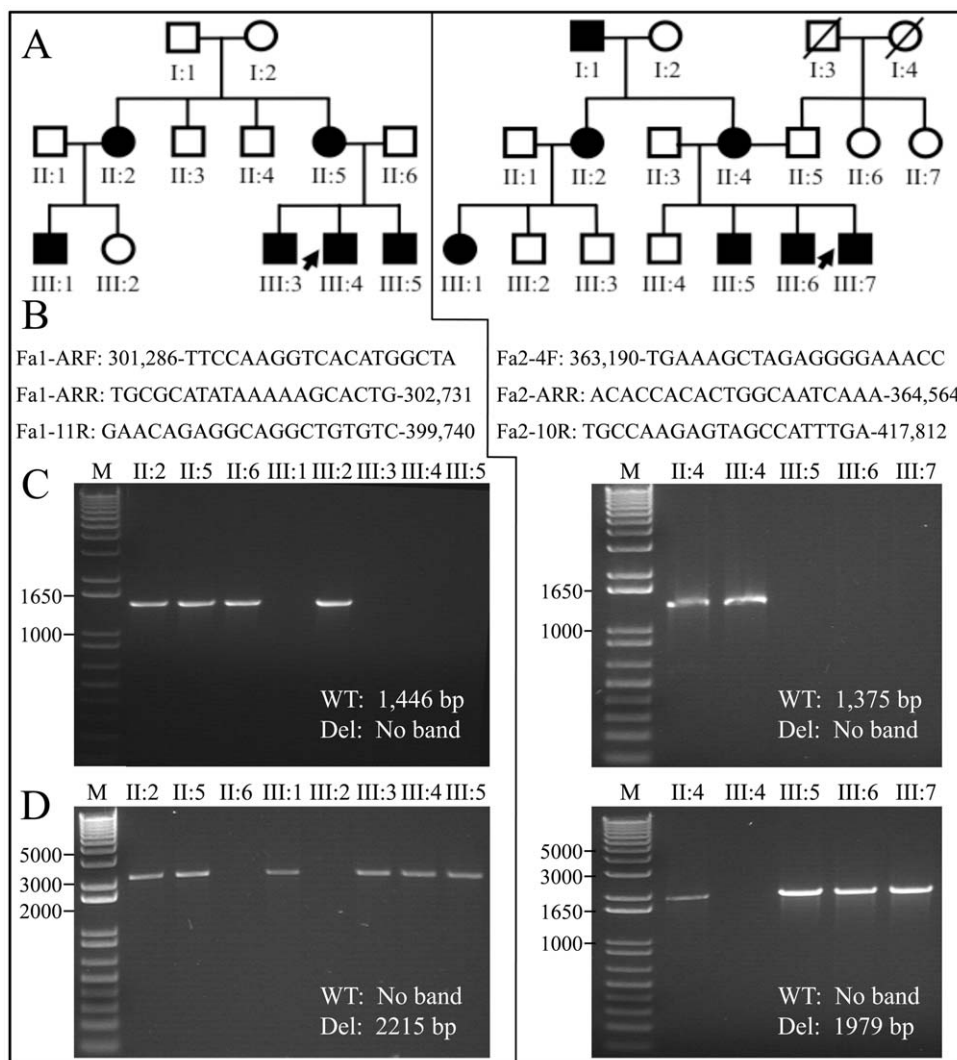 A
I:1 I:2 I:1 I:2 I:3 I:4
II:1 II:2 II:3 II:4 II:5 II:6 II:1 II:2 II:3 II:4 II:5 II:6 II:7
III:1 III:2 III:3 III:4 III:5 III:1 III:2 III:3 III:4 III:5 III:6 III:7
B
Fa1-ARF: 301,286-TTCCAAGGTCACATGGCTA
Fa1-ARR: TGCGCATATAAAAAGCACTG-302,731
Fa1-11R: GAACAGAGGCAGGCTGTGTC-399,740
Fa2-4F: 363,190-TGAAAGCTAGAGGGGAAACC
Fa2-ARR: ACACCACACTGGCAATCAAA-364,564
Fa2-10R: TGCCAAGAGTAGCCATTTGA-417,812
C
M II:2 II:5 II:6 III:1 III:2 III:3 III:4 III:5
1650
1000
WT: 1,446 bp
Del: No band
M II:4 III:4 III:5 III:6 III:7
1650
1000
WT: 1,375 bp
Del: No band
D
M II:2 II:5 II:6 III:1 III:2 III:3 III:4 III:5
5000
3000
2000
WT: No band
Del: 2215 bp
M II:4 III:4 III:5 III:6 III:7
5000
3000
1650
1000
WT: No band
Del: 1979 bp